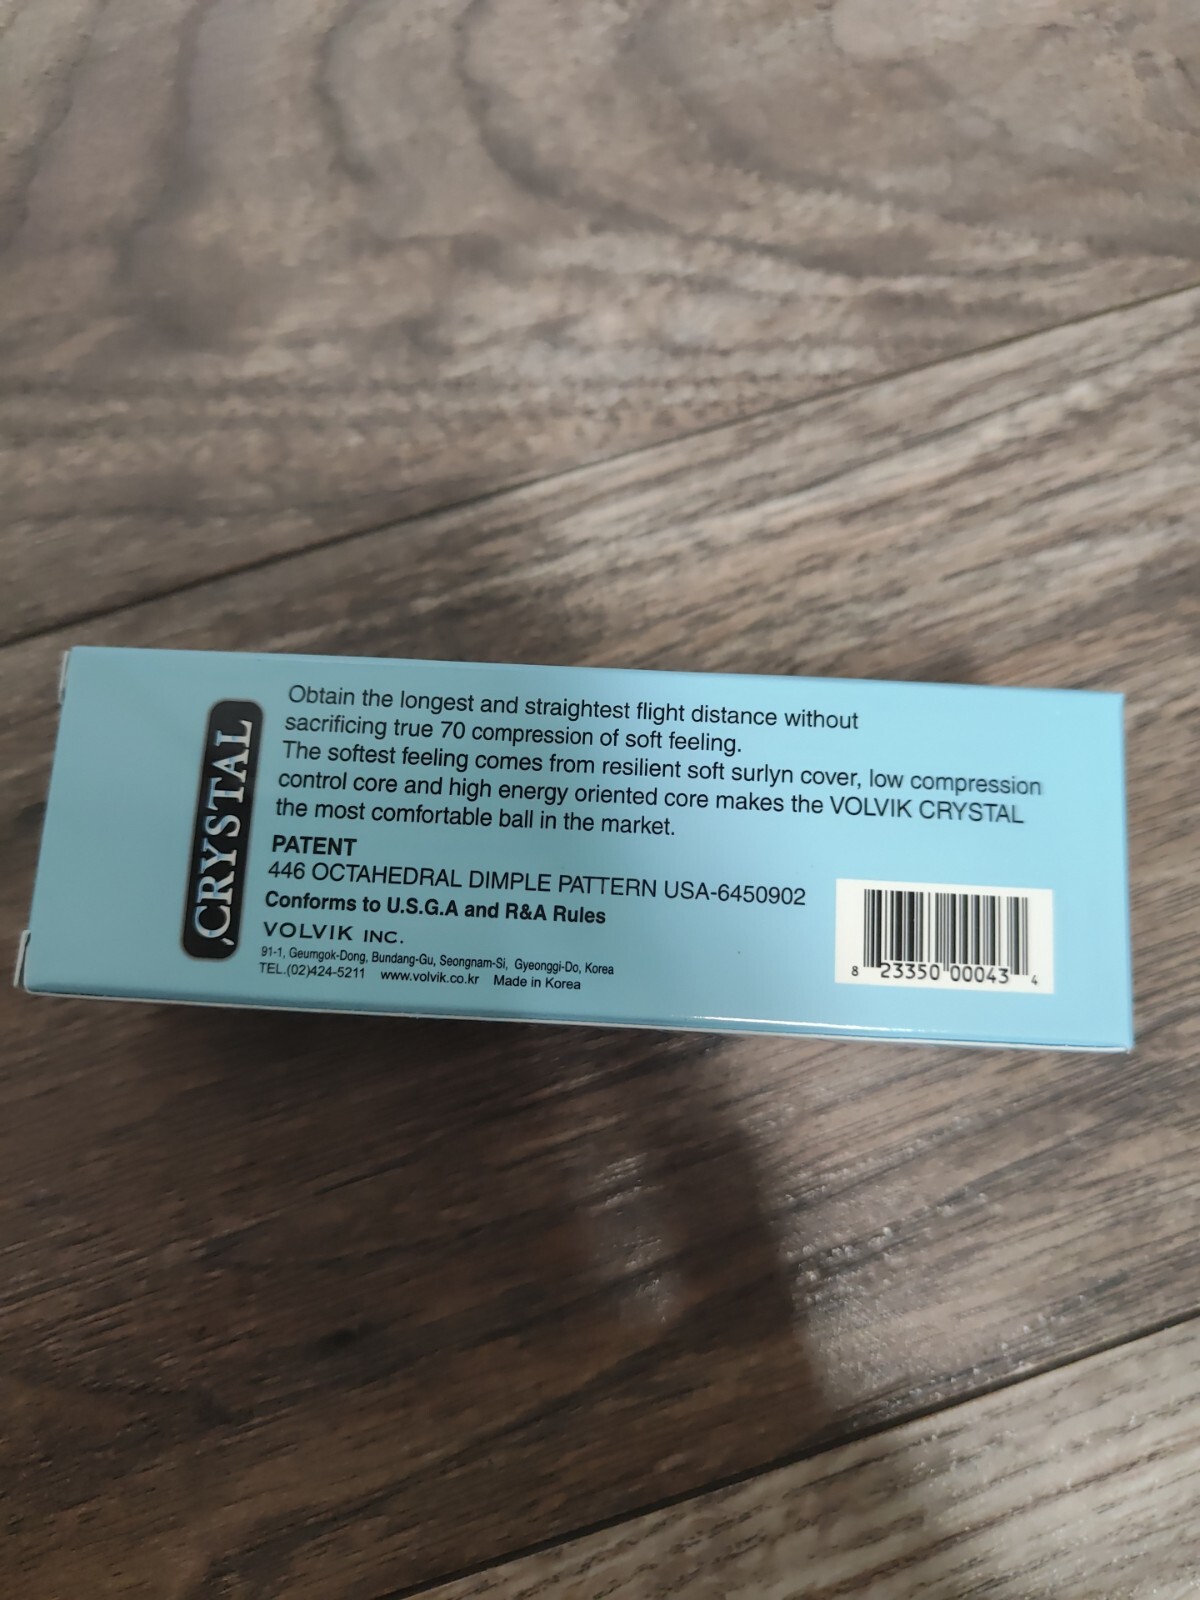 CRYSTAL
Obtain the longest and straightest flight distance without
sacrificing true 70 compression of soft feeling.
The softest feeling comes from resilient soft surlyn cover, low compression
control core and high energy oriented core makes the VOLVIK CRYSTAL
the most comfortable ball in the market.
PATENT
446 OCTAHEDRAL DIMPLE PATTERN USA-6450902
Conforms to U.S.G.A and R&A Rules
VOLVIK INC.
91-1, Geumgok-Dong, Bundang-Gu, Seongnam-Si, Gyeonggi-Do, Korea
TEL.(02)424-5211 www.volvik.co.kr Made in Korea
8 23350 00043 4